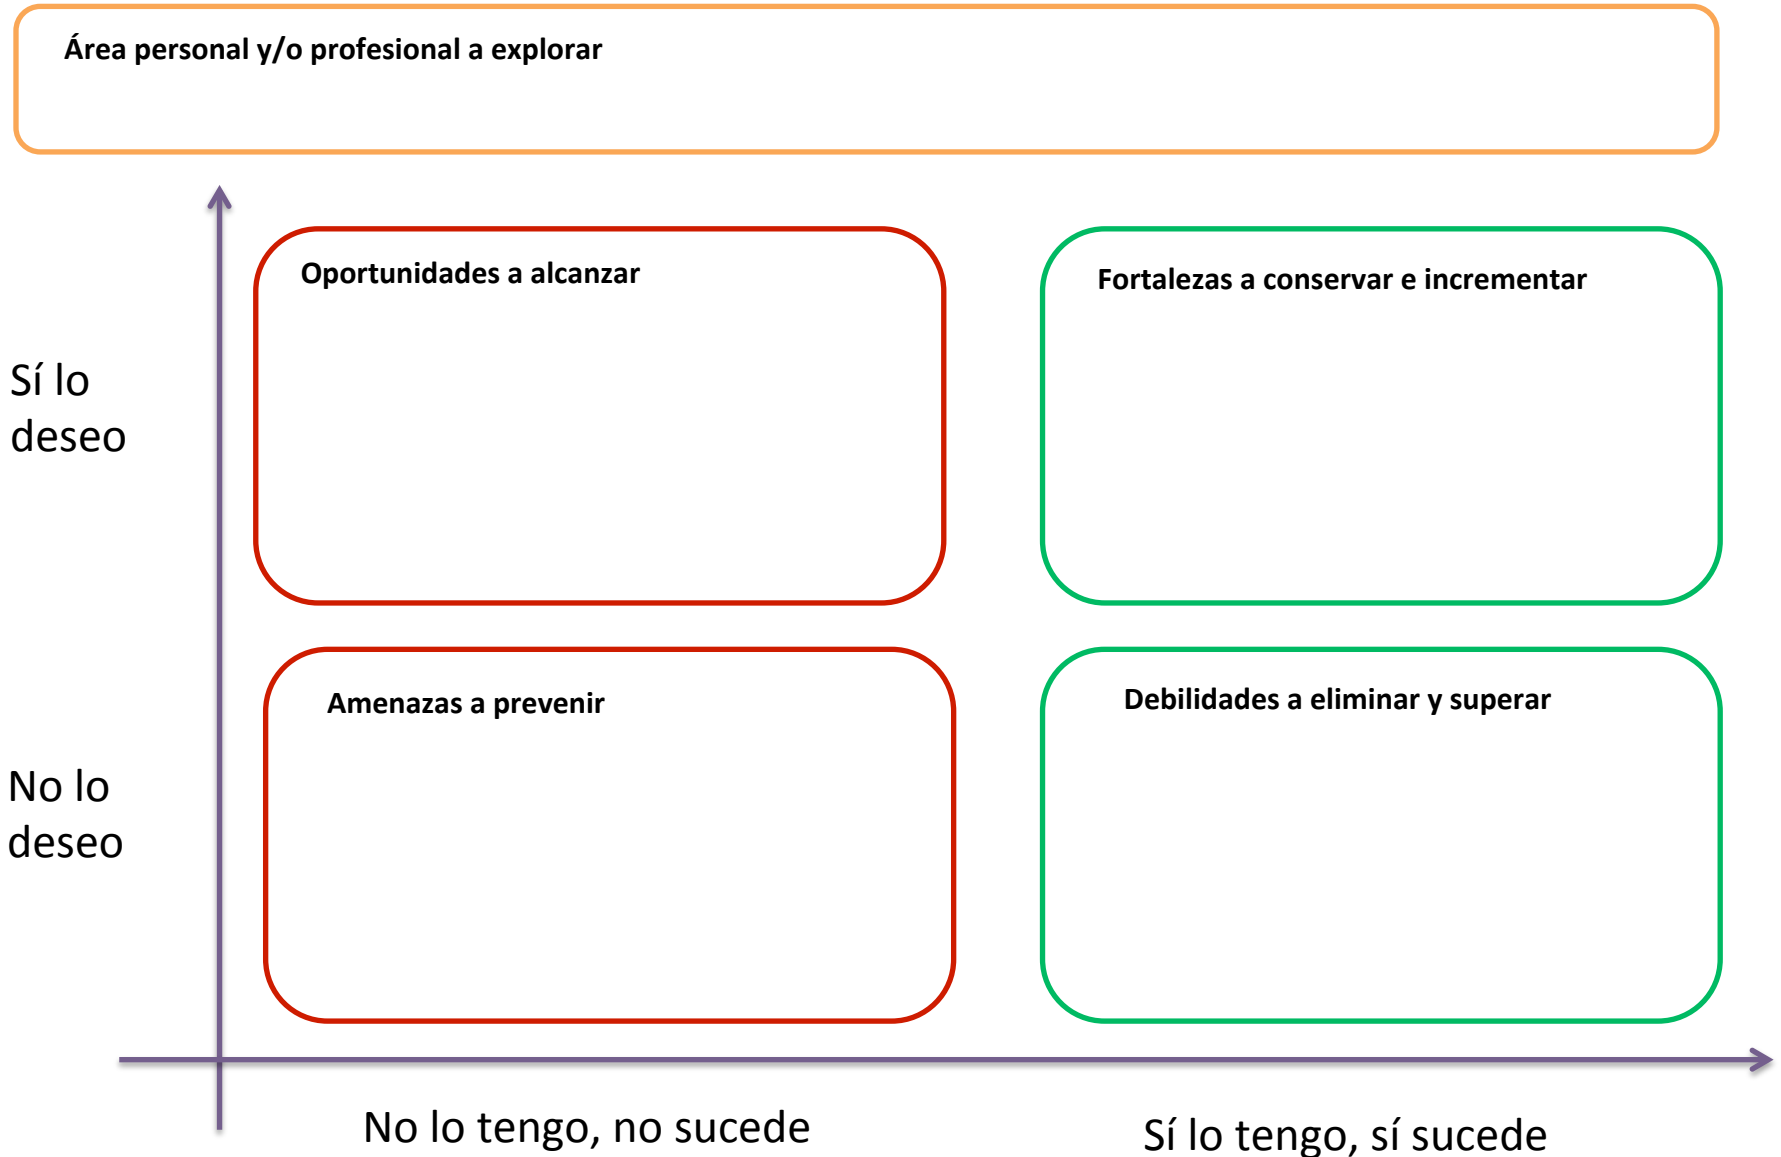 Área personal y/o profesional a explorar
Oportunidades a alcanzar
Fortalezas a conservar e incrementar
Sí lo
deseo
Amenazas a prevenir
Debilidades a eliminar y superar
No lo
deseo
No lo tengo, no sucede
Sí lo tengo, sí sucede